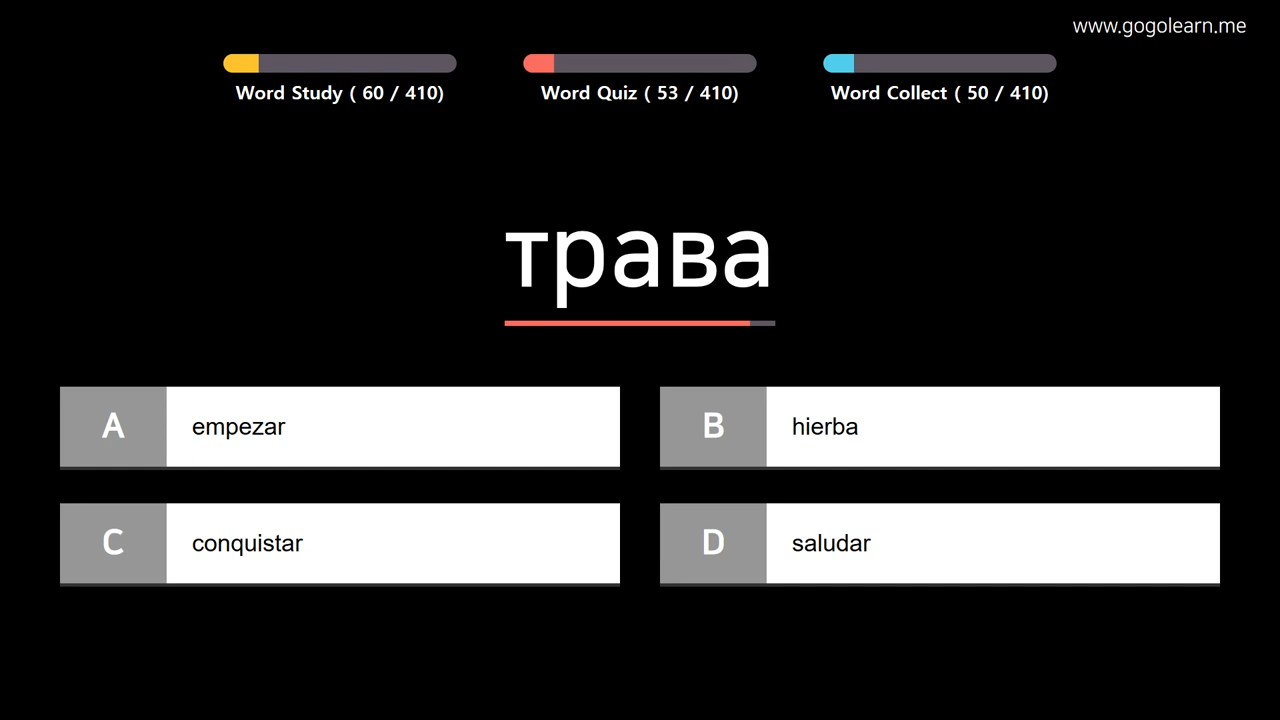 www.gogolearn.me
Word Study ( 60 / 410)
Word Quiz ( 53 / 410)
Word Collect ( 50 / 410)
трава
A
empezar
B
hierba
C
conquistar
D
saludar